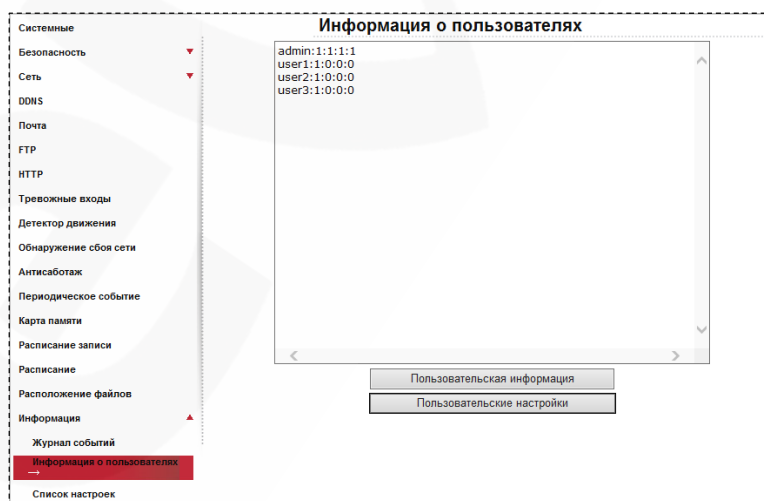 Информация о пользователях
Системные
Безопасность
Сеть
DDNS
Почта
FTP
HTTP
Тревожные входы
Детектор движения
Обнаружение сбоя сети
Антисаботаж
Периодическое событие
Карта памяти
Расписание записи
Расписание
Расположение файлов
Информация
Журнал событий
Информация о пользователях
→
Список настроек
admin:1:1:1:1
user1:1:0:0:0
user2:1:0:0:0
user3:1:0:0:0
Пользовательская информация
Пользовательские настройки